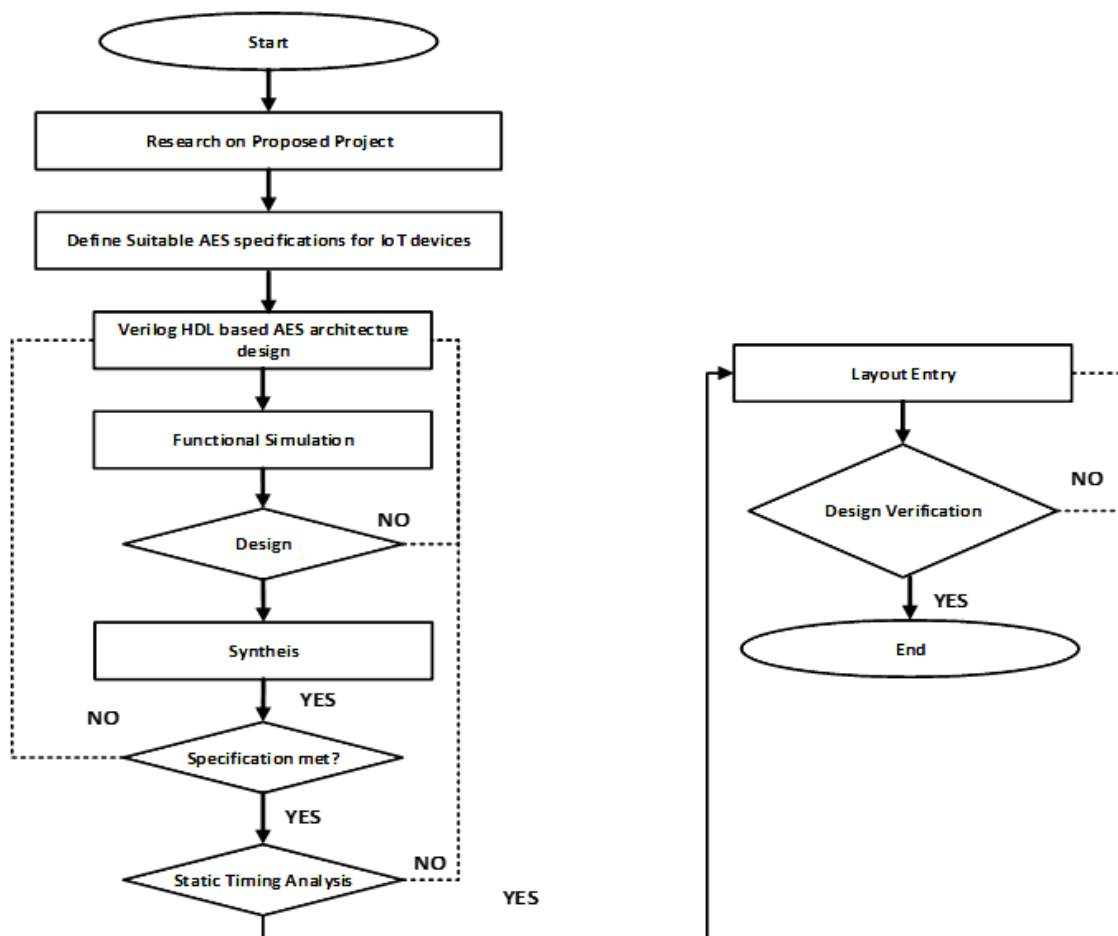 Start
Research on Proposed Project
Define Suitable AES specifications for IoT devices
Verilog HDL based AES architecture
design
Functional Simulation
NO
Design
Syntheis
YES
NO
Specification met?
YES
NO
Static Timing Analysis
YES
Layout Entry
NO
Design Verification
YES
End